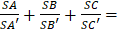 SA/SA′ + SB/SB′ + SC/SC′ =